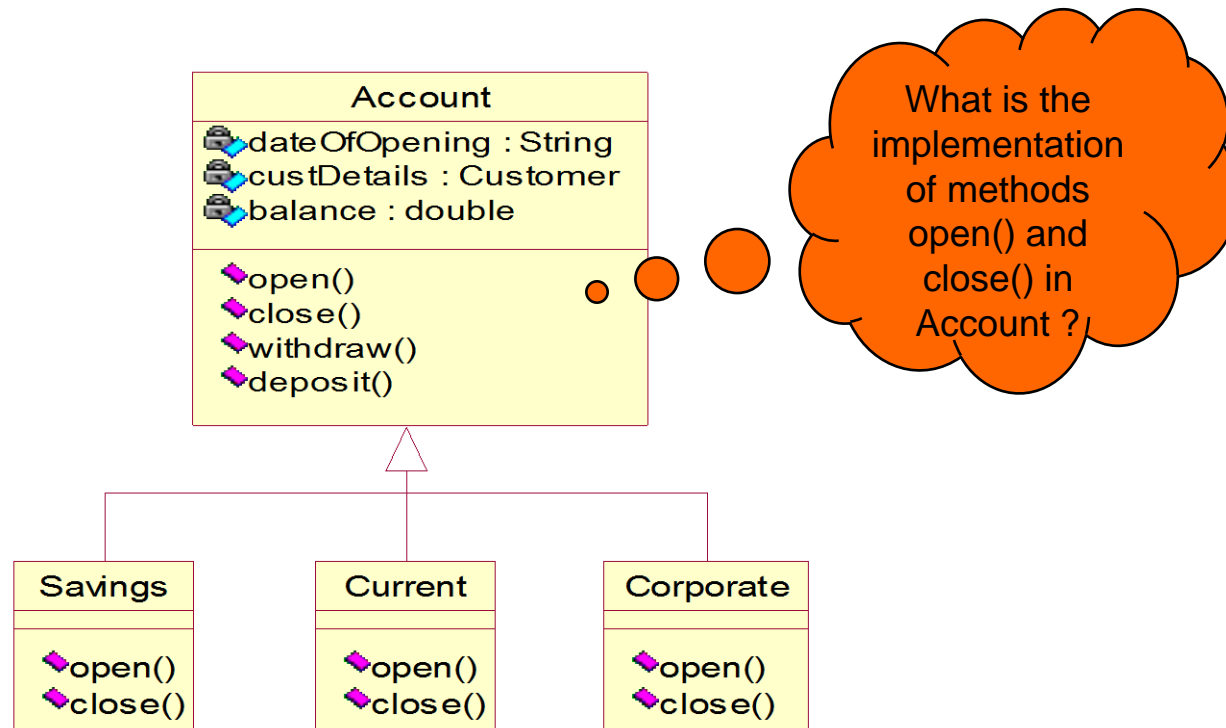 Account
dateOfOpening : String
custDetails : Customer
balance : double
open()
close()
withdraw()
deposit()
What is the
implementation
of methods
open() and
close() in
Account ?
Savings
open()
close()
Current
open()
close()
Corporate
open()
close()